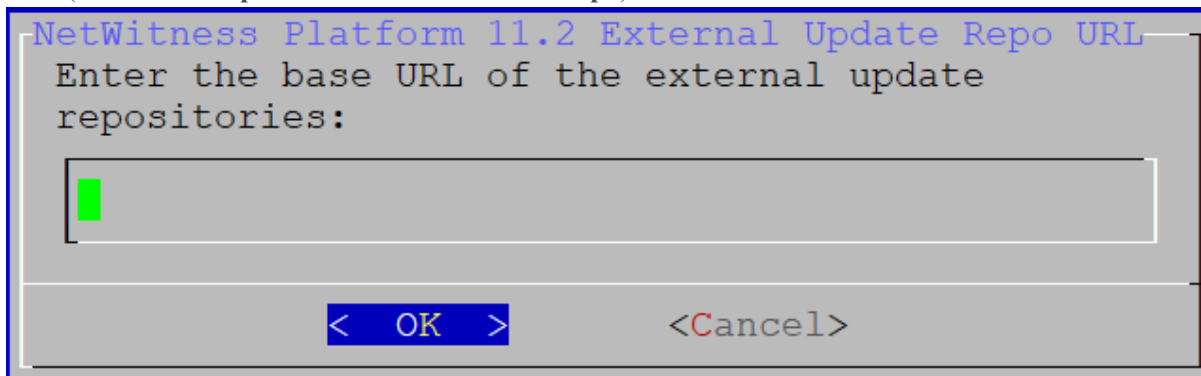 NetWitness Platform 11.2 External Update Repo URL
Enter the base URL of the external update
repositories:
< OK > <Cancel>